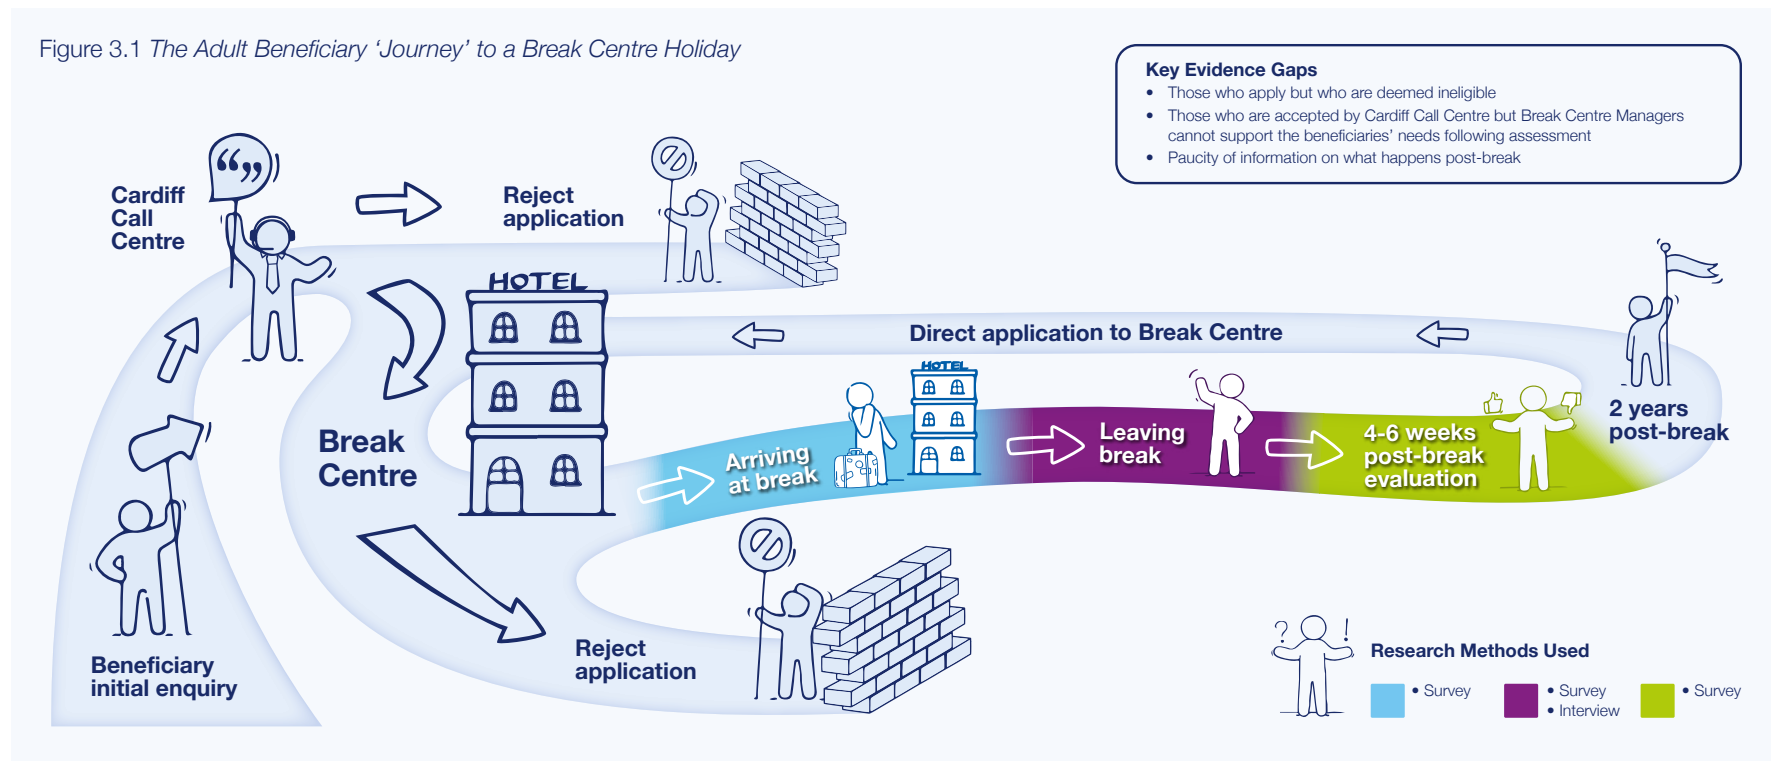 Figure 3.1 The Adult Beneficiary ‘Journey’ to a Break Centre Holiday
Key Evidence Gaps
• Those who apply but who are deemed ineligible
• Those who are accepted by Cardiff Call Centre but Break Centre Managers
cannot support the beneficiaries’ needs following assessment
• Paucity of information on what happens post-break
Cardiff
Call
Centre
Reject
application
HOTEL
Direct application to Break Centre
HOTEL
Break
Centre
Arriving
at break
Leaving
break
4-6 weeks
post-break
evaluation
2 years
post-break
Beneficiary
initial enquiry
Reject
application
? !
Research Methods Used
• Survey
• Survey
• Interview
• Survey